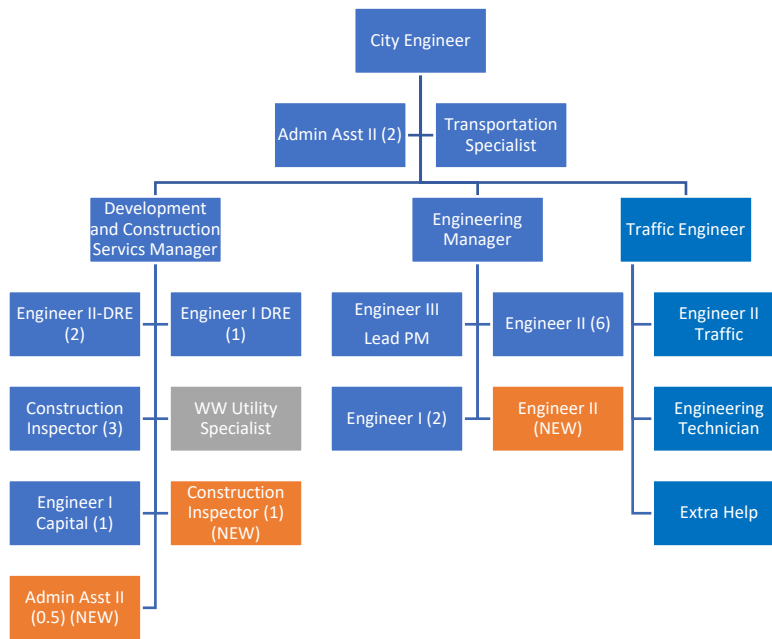 City Engineer
Admin Asst II (2)
Transportation
Specialist
Development
and Construction
Servics Manager
Engineering
Manager
Traffic Engineer
Engineer II-DRE
(2)
Engineer I DRE
(1)
Engineer III
Lead PM
Engineer II (6)
Engineer II
Traffic
Construction
Inspector (3)
WW Utility
Specialist
Engineer I (2)
Engineer II
(NEW)
Engineering
Technician
Engineer I
Capital (1)
Construction
Inspector (1)
(NEW)
Extra Help
Admin Asst II
(0.5) (NEW)